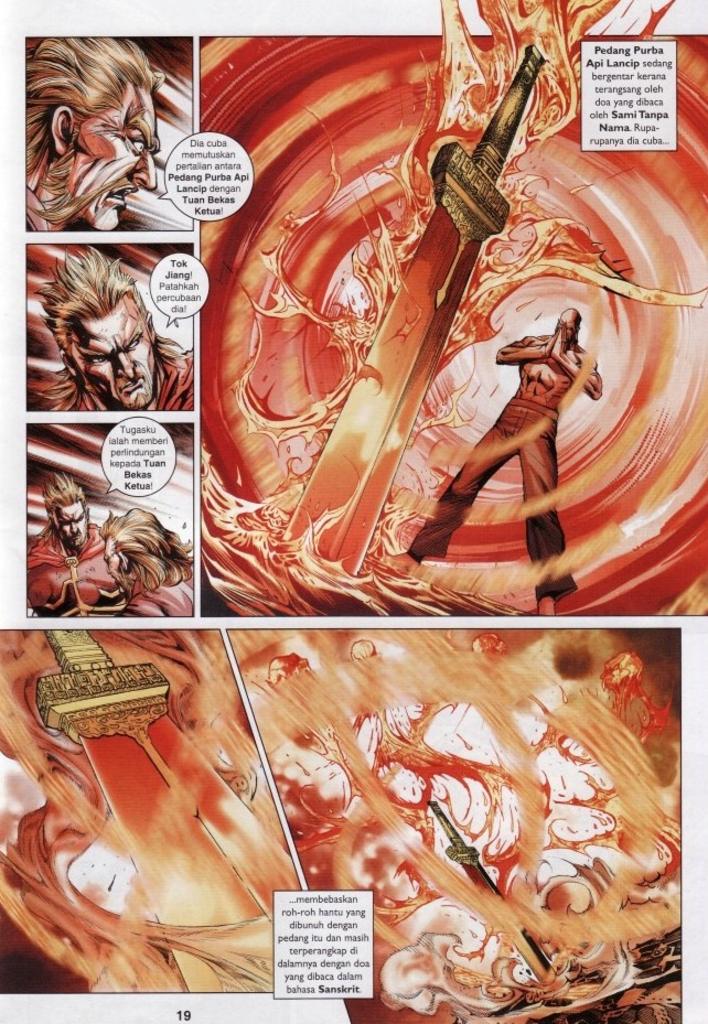 Dia cuba
memutuskan
pertalian antara
Pedang Purba Api
Lancip dengan
Tuan Bekas
Ketua!
Tok
Jiang!
Patahkah
percubaan
dia!
Tugasku
ialah memberi
perlindungan
kepada Tuan
Bekas
Ketua!
Pedang Purba
Api Lancip sedang
bergentar kerana
terangsang oleh
doa yang dibaca
oleh Sami Tanpa
Nama. Rupa-
rupanya dia cuba...
...membebaskan
roh-roh hantu yang
dibunuh dengan
pedang itu dan masih
terperangkap di
dalamnya dengan doa
yang dibaca dalam
bahasa Sanskrit.
19